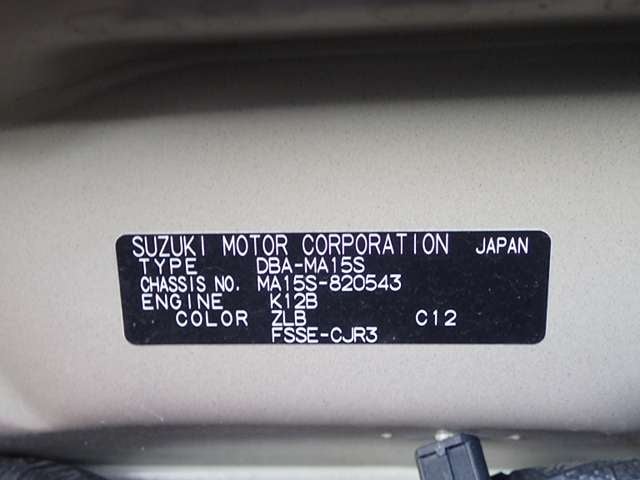 SUZUKI MOTOR CORPORATION JAPAN
TYPE DBA-MA15S
CHASSIS NO. MA15S-820543
ENGINE K12B
COLOR ZLB C12
FSSE-CJR3